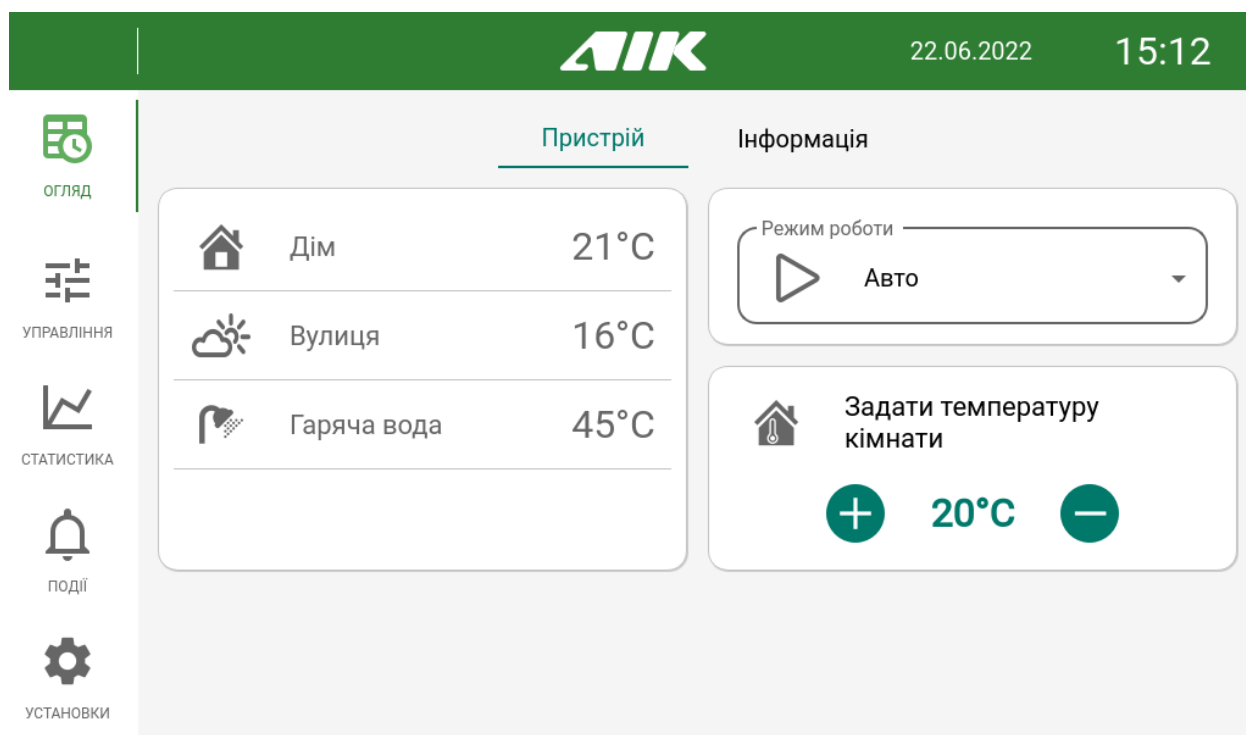 AIK
22.06.2022
15:12
Пристрій
Інформація
ОГЛЯД
УПРАВЛІННЯ
СТАТИСТИКА
ПОДІЇ
УСТАНОВКИ
Дім
21°C
Вулиця
16°C
Гаряча вода
45°C
Режим роботи
Авто
Задати температуру
кімнати
20°C